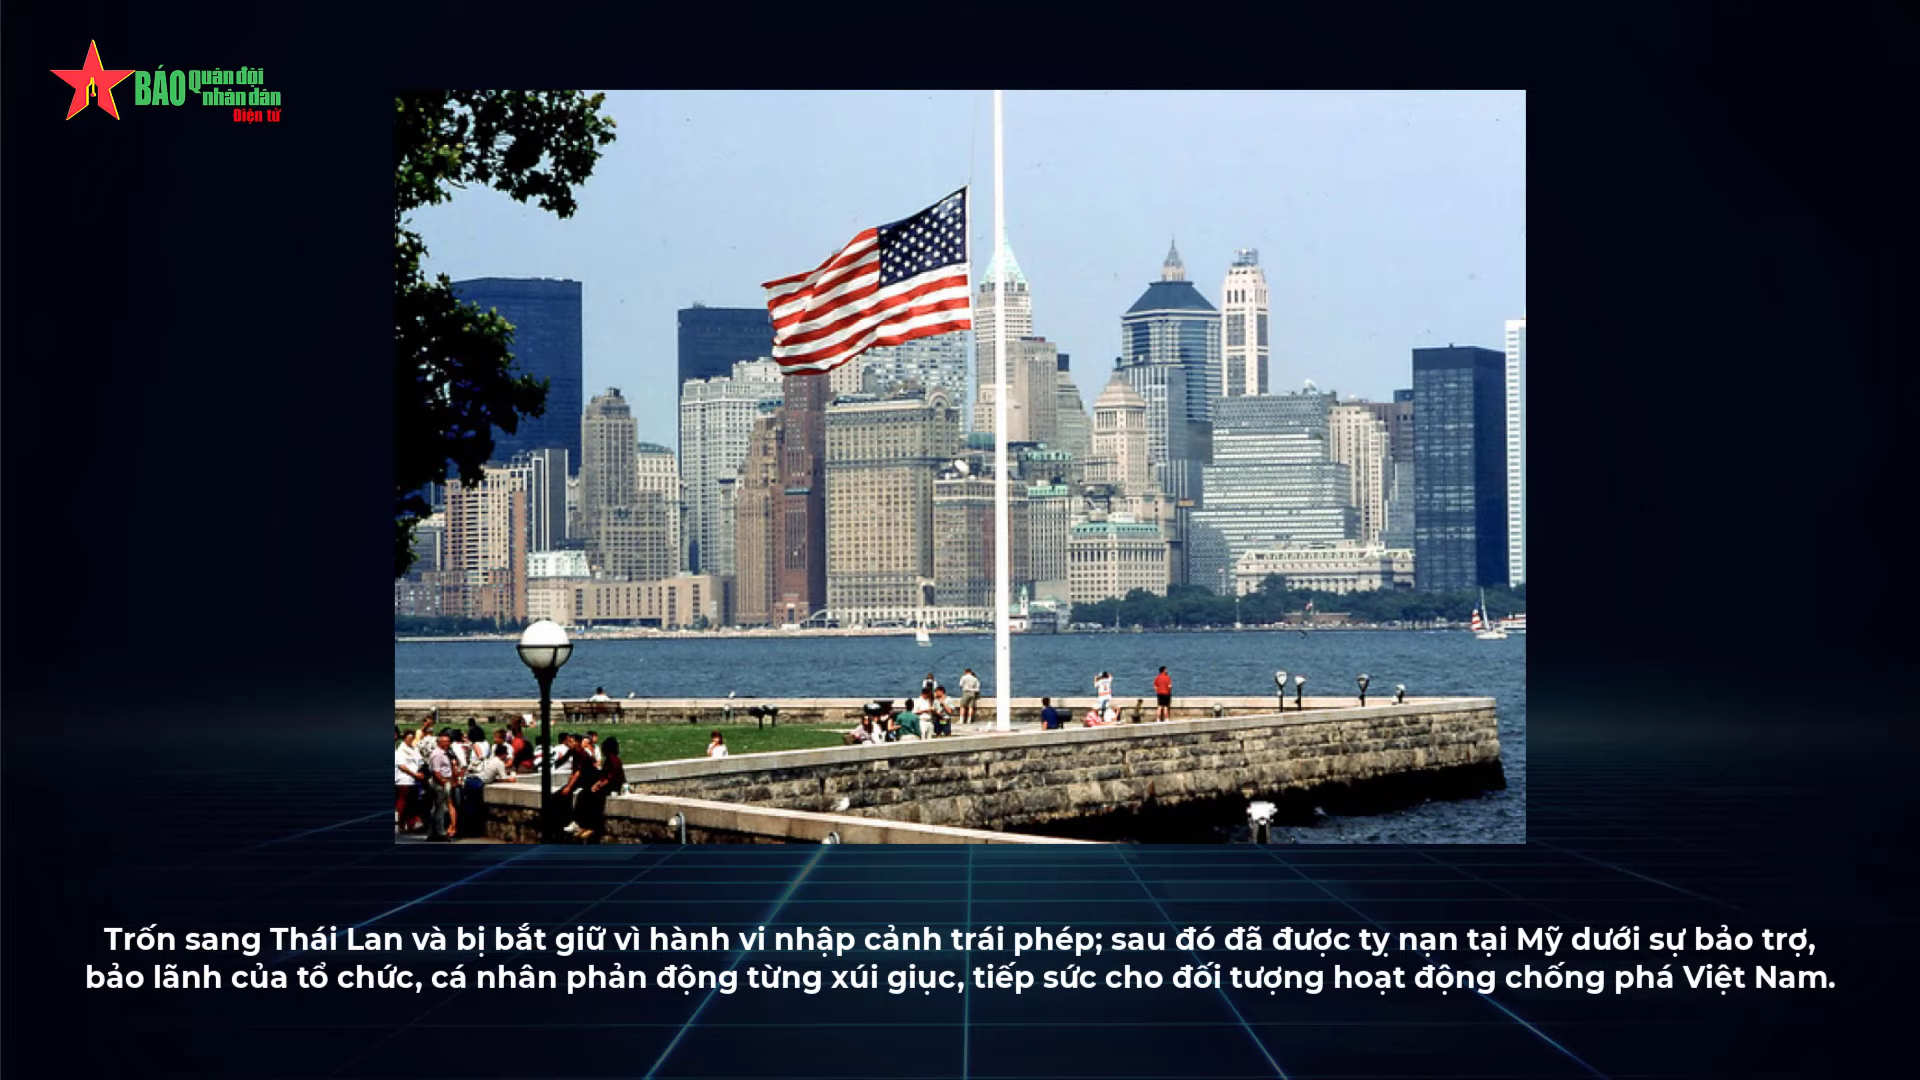 BÁO quân đội
nhân dân
Điện tử
Trốn sang Thái Lan và bị bắt giữ vì hành vi nhập cảnh trái phép; sau đó đã được tỵ nạn tại Mỹ dưới sự bảo trợ,
bảo lãnh của tổ chức, cá nhân phản động từng xúi giục, tiếp sức cho đối tượng hoạt động chống phá Việt Nam.